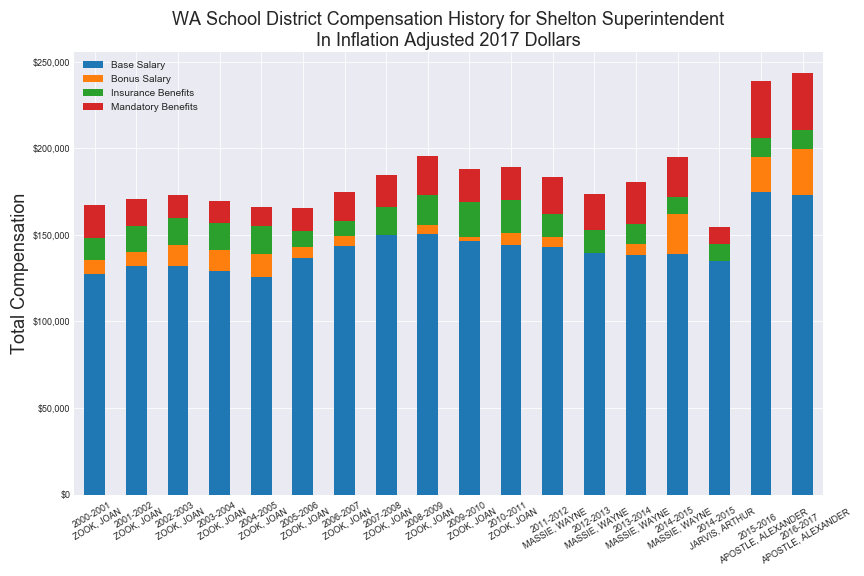 WA School District Compensation History for Shelton Superintendent
In Inflation Adjusted 2017 Dollars
Base Salary
Bonus Salary
Insurance Benefits
Mandatory Benefits
Total Compensation
$250,000
$200,000
$150,000
$100,000
$50,000
$0
2000-2001
ZOOK, JOAN
2001-2002
ZOOK, JOAN
2002-2003
ZOOK, JOAN
2003-2004
ZOOK, JOAN
2004-2005
ZOOK, JOAN
2005-2006
ZOOK, JOAN
2006-2007
ZOOK, JOAN
2007-2008
ZOOK, JOAN
2008-2009
ZOOK, JOAN
2009-2010
ZOOK, JOAN
2010-2011
ZOOK, JOAN
2011-2012
MASSIE, WAYNE
2012-2013
MASSIE, WAYNE
2013-2014
MASSIE, WAYNE
2014-2015
MASSIE, WAYNE
2014-2015
JARVIS, ARTHUR
2015-2016
APOSTLE, ALEXANDER
2016-2017
APOSTLE, ALEXANDER